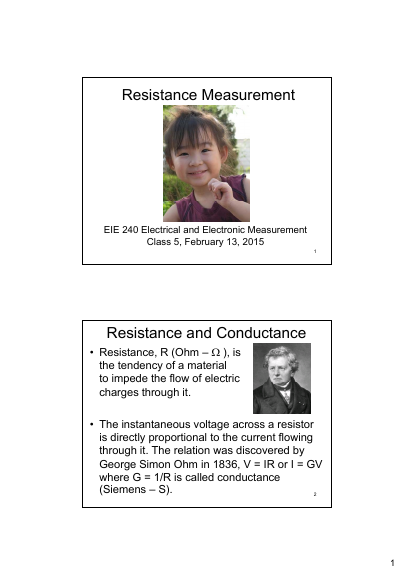 Resistance Measurement
EIE 240 Electrical and Electronic Measurement
Class 5, February 13, 2015
1
Resistance and Conductance
• Resistance, R (Ohm – Ω ), is
the tendency of a material
to impede the flow of electric
charges through it.
• The instantaneous voltage across a resistor
is directly proportional to the current flowing
through it. The relation was discovered by
George Simon Ohm in 1836, V = IR or I = GV
where G = 1/R is called conductance
(Siemens – S).
2
1